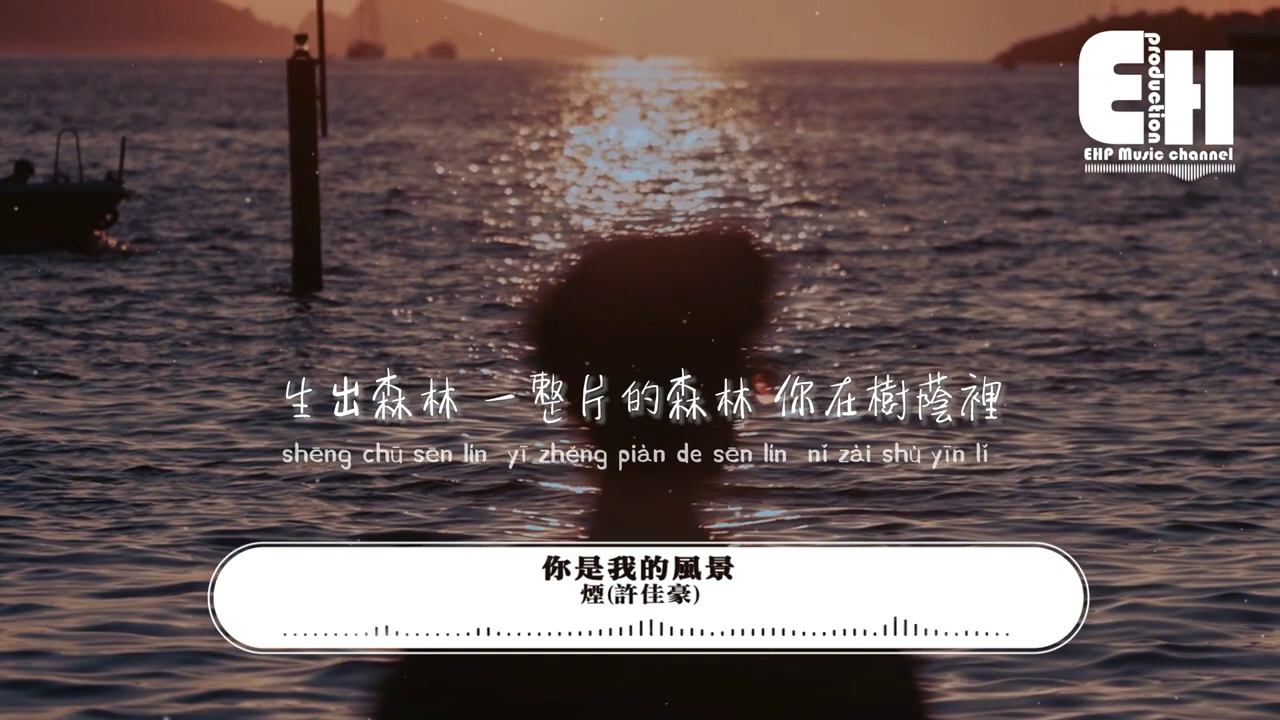 EH
production
EHP Music channel
生出森林 一整片的森林 你在樹蔭裡
shēng chū sēn lín yī zhěng piàn de sēn lín nǐ zài shù yīn lǐ
你是我的風景
煙(許佳豪)